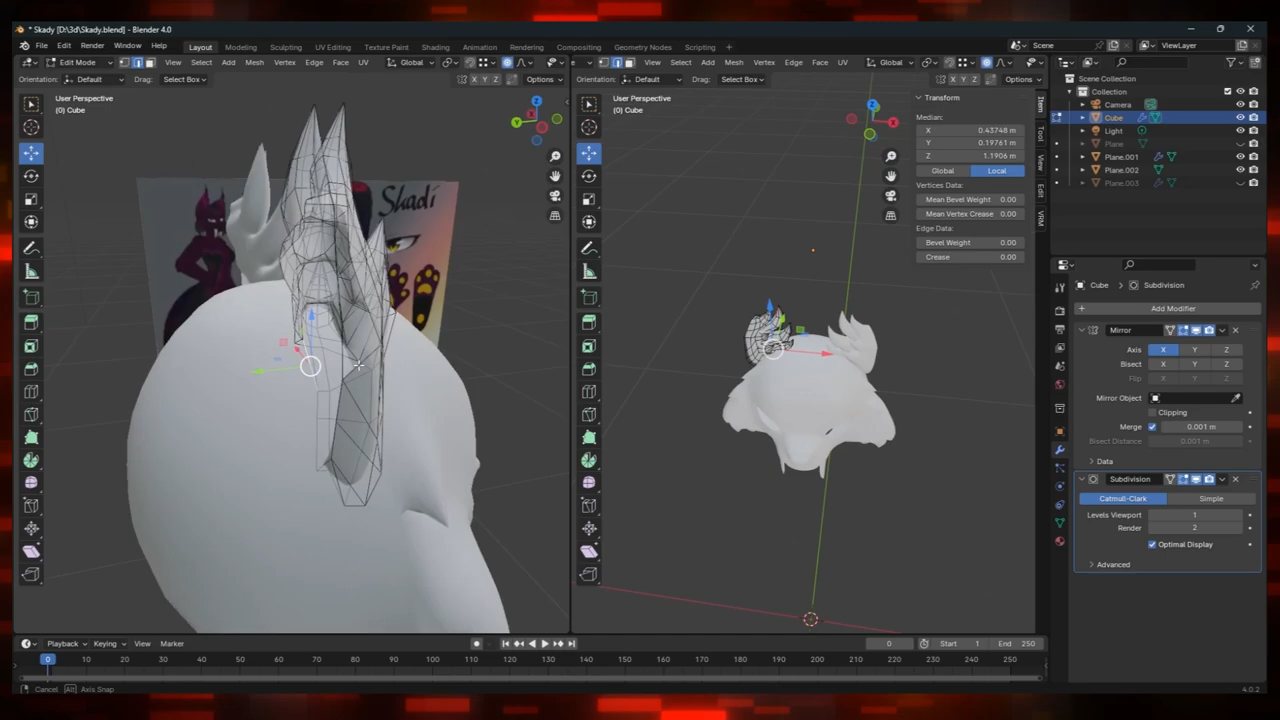 * Skady [D:\3d\Skady.blend] - Blender 4.0
File Edit Render Window Help Layout Modeling Sculpting UV Editing Texture Paint Shading Animation Rendering Compositing Geometry Nodes Scripting + Scene ViewLayer
Edit Mode View Select Add Mesh Vertex Edge Face UV Global View Select Add Mesh Vertex Edge Face UV Global
Orientation: Default Drag: Select Box X Y Z Options Orientation: Default Drag: Select Box X Y Z Options
Scene Collection
Collection
Camera
Cube
Light
Plane
Plane.001
Plane.002
Plane.003
User Perspective
(0) Cube
Skadi
Z
Y
User Perspective
(0) Cube
Z
X
Transform
Median:
X 0.43748 m
Y 0.19761 m
Z 1.1906 m
Global Local
Vertices Data:
Mean Bevel Weight 0.00
Mean Vertex Crease 0.00
Edge Data:
Bevel Weight 0.00
Crease 0.00
Item
Tool
View
Edit
VRM
Cube > Subdivision
Add Modifier
Mirror
Axis X Y Z
Bisect X Y Z
Flip X Y Z
Mirror Object
Clipping
Merge 0.001 m
Bisect Distance 0.001 m
Data
Subdivision
Catmull-Clark Simple
Levels Viewport 1
Render 2
Optimal Display
Advanced
Playback Keying View Marker 0 Start 1 End 250
0 10 20 30 40 50 60 70 80 90 100 110 120 130 140 150 160 170 180 190 200 210 220 230 240 250
Cancel Alt Axis Snap 4.0.2